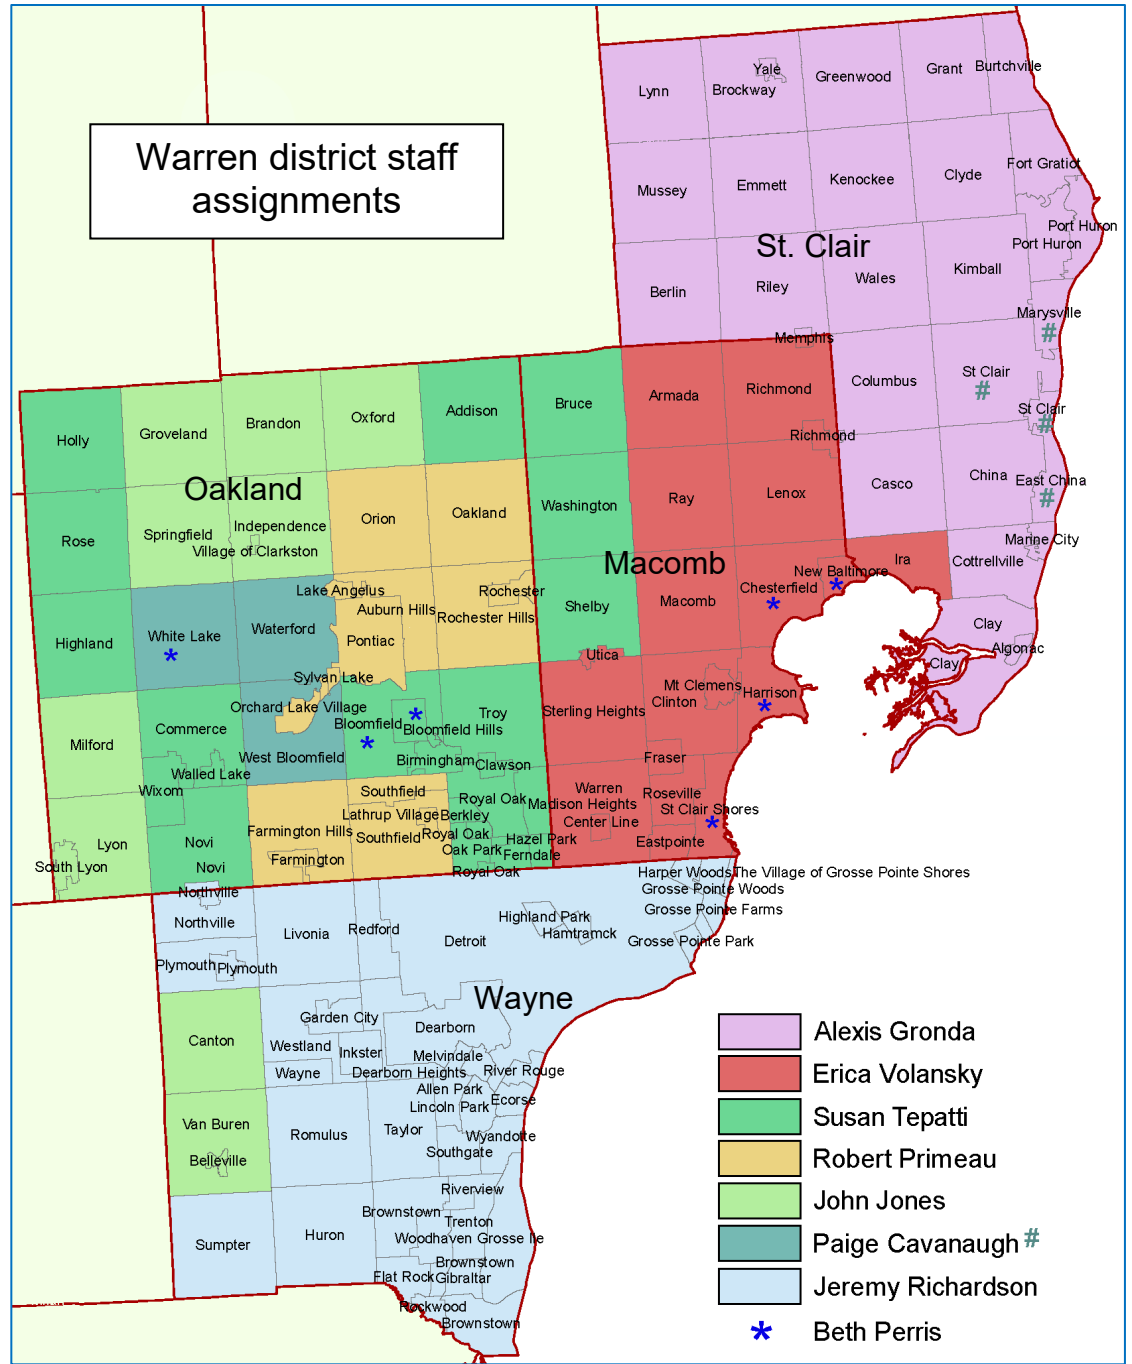 Warren district staff
assignments
Lynn
Yale
Brockway
Greenwood
Grant
Burtchville
Mussey
Emmett
Kenockee
Clyde
Fort Gratiot
Port Huron
Port Huron
St. Clair
Berlin
Riley
Wales
Kimball
Marysville
#
Memphis
Columbus
St Clair
#
St Clair
#
Casco
China
East China
#
Marine City
Cottrellville
Ira
Clay
Algonac
Clay
Holly
Groveland
Brandon
Oxford
Addison
Oakland
Rose
Springfield
Independence
Village of Clarkston
Orion
Oakland
Highland
White Lake
*
Waterford
Lake Angelus
Auburn Hills
Pontiac
Rochester
Rochester Hills
Sylvan Lake
Orchard Lake Village
Milford
Commerce
Walled Lake
Wixom
West Bloomfield
Bloomfield
*
*
Bloomfield Hills
Troy
Birmingham
Clawson
Lyon
South Lyon
Novi
Novi
Farmington Hills
Farmington
Southfield
Lathrup Village
Southfield
Royal Oak
Berkley
Royal Oak
Oak Park
Hazel Park
Ferndale
Royal Oak
Madison Heights
Bruce
Armada
Richmond
Richmond
Washington
Ray
Lenox
Macomb
Shelby
Macomb
Chesterfield
*
New Baltimore
*
Utica
Sterling Heights
Mt Clemens
Clinton
Harrison
*
Fraser
Warren
Center Line
Roseville
St Clair Shores
*
Eastpointe
Northville
Northville
Livonia
Redford
Detroit
Highland Park
Hamtramck
Harper Woods
The Village of Grosse Pointe Shores
Grosse Pointe Woods
Grosse Pointe Farms
Grosse Pointe Park
Plymouth
Plymouth
Wayne
Canton
Garden City
Westland
Inkster
Wayne
Dearborn
Melvindale
Dearborn Heights
River Rouge
Allen Park
Lincoln Park
Ecorse
Van Buren
Belleville
Romulus
Taylor
Wyandotte
Southgate
Sumpter
Huron
Riverview
Brownstown
Trenton
Woodhaven
Grosse Ile
Brownstown
Flat Rock
Gibraltar
Rockwood
Brownstown
Alexis Gronda
Erica Volansky
Susan Tepatti
Robert Primeau
John Jones
Paige Cavanaugh #
Jeremy Richardson
* Beth Perris